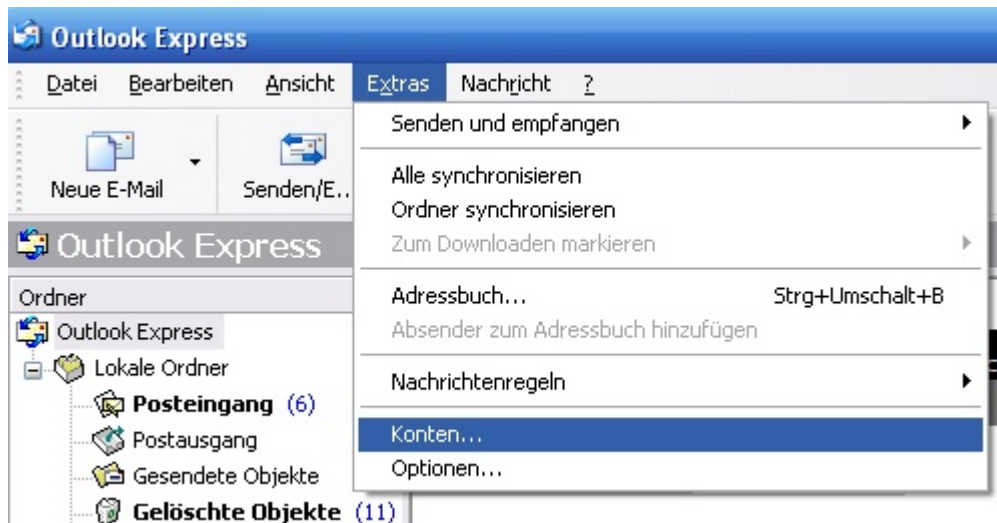 Outlook Express
Datei Bearbeiten Ansicht Extras Nachricht ?
Neue E-Mail Senden/E..
Outlook Express
Ordner
Outlook Express
Lokale Ordner
Posteingang (6)
Postausgang
Gesendete Objekte
Gelöschte Objekte (11)
Senden und empfangen
Alle synchronisieren
Ordner synchronisieren
Zum Downloaden markieren
Adressbuch... Strg+Umschalt+B
Absender zum Adressbuch hinzufügen
Nachrichtenregeln
Konten...
Optionen...